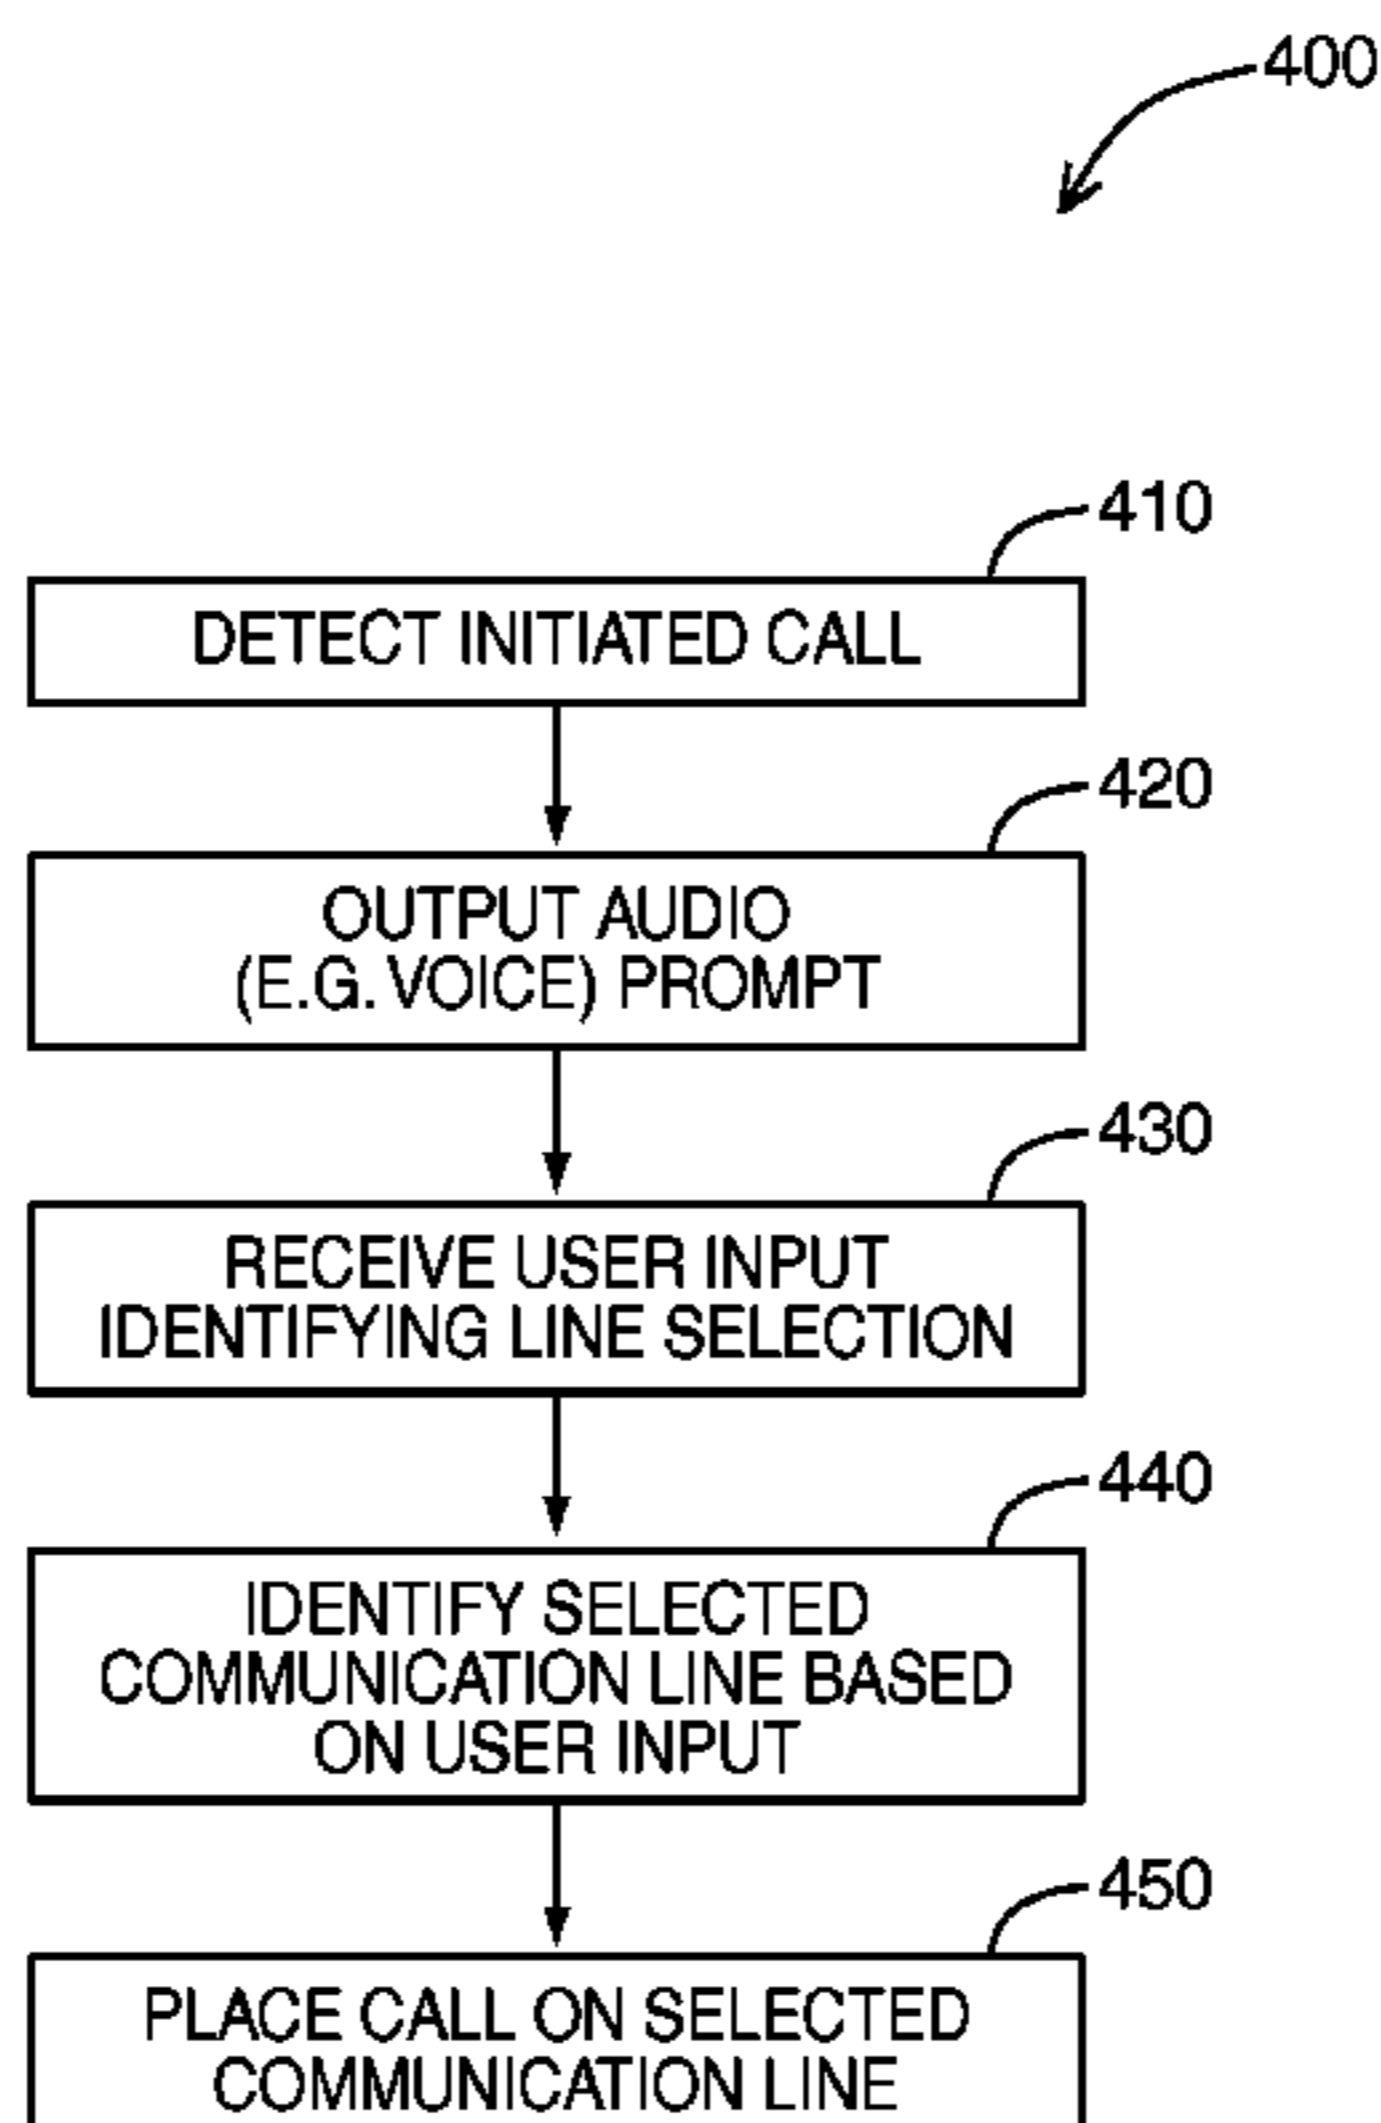 400
410
DETECT INITIATED CALL
420
OUTPUT AUDIO
(E.G. VOICE) PROMPT
430
RECEIVE USER INPUT
IDENTIFYING LINE SELECTION
440
IDENTIFY SELECTED
COMMUNICATION LINE BASED
ON USER INPUT
450
PLACE CALL ON SELECTED
COMMUNICATION LINE